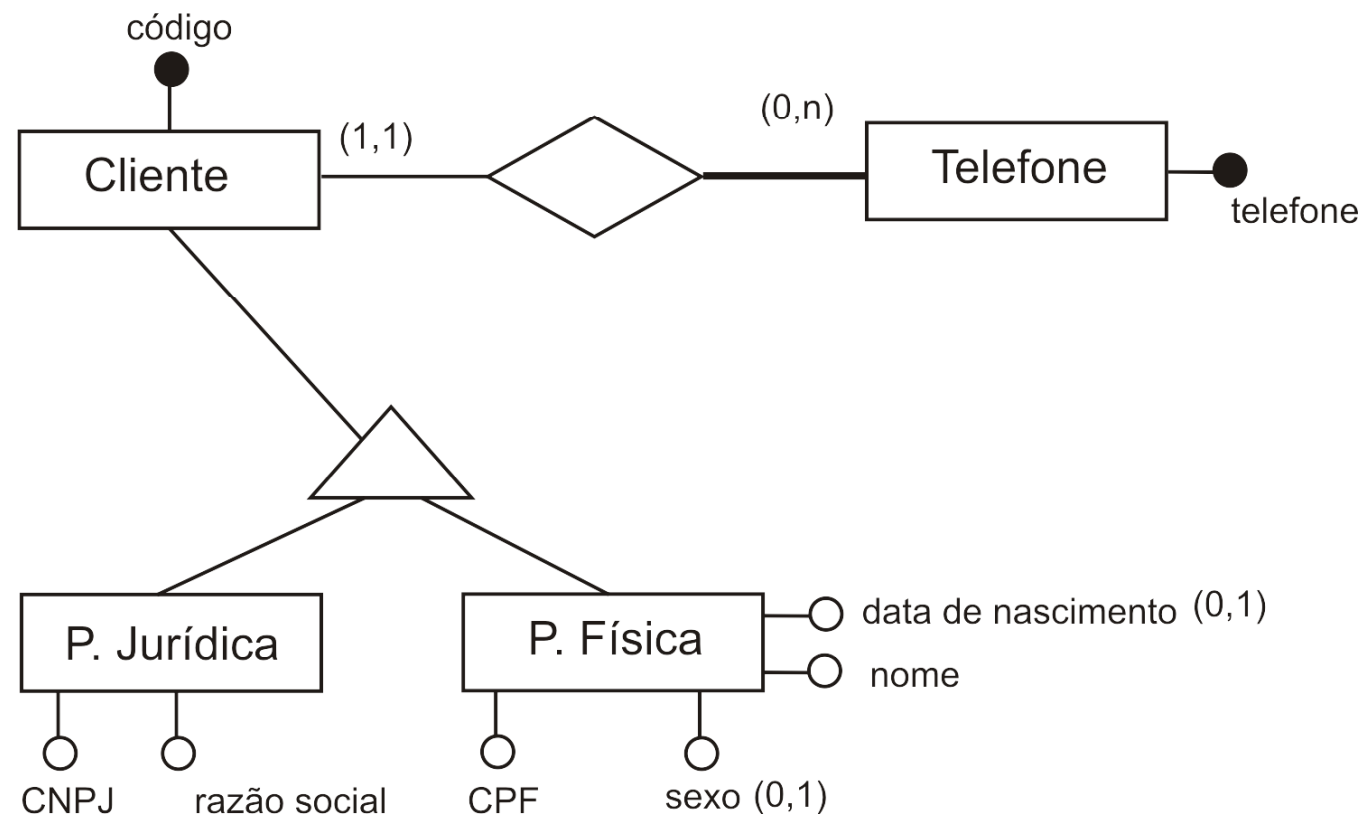 código
(1,1)
(0,n)
Cliente
Telefone
telefone
P. Jurídica
P. Física
data de nascimento (0,1)
nome
CNPJ
razão social
CPF
sexo (0,1)